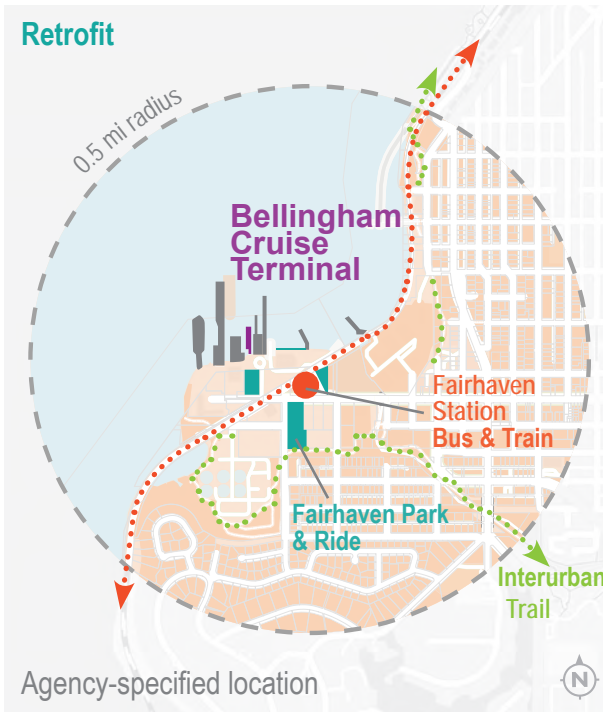 Retrofit
0.5 mi radius
Bellingham
Cruise
Terminal
Fairhaven
Station
Bus & Train
Fairhaven Park
& Ride
Interurban
Trail
Agency-specified location
N